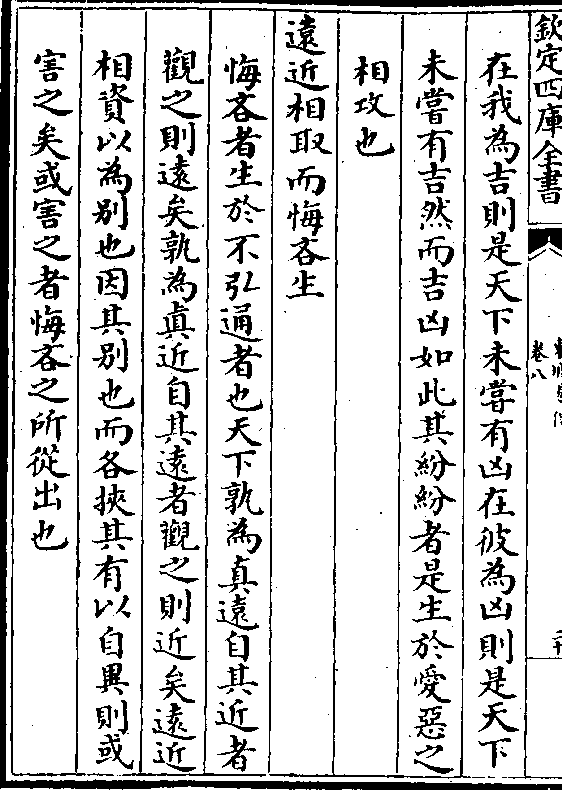 欽定四庫全書
卷八
在我為吉則是天下未嘗有凶在彼為凶則是天下
未嘗有吉然而吉凶如此其紛紛者是生於愛惡之
相攻也
遠近相取而悔吝生
悔吝者生於不引通者也天下孰為真遠自其近者
觀之則遠矣孰為真近自其遠者觀之則近矣遠近
相資以為别也因其别也而各挾其有以自異則或
害之矣或害之者悔吝之所從出也